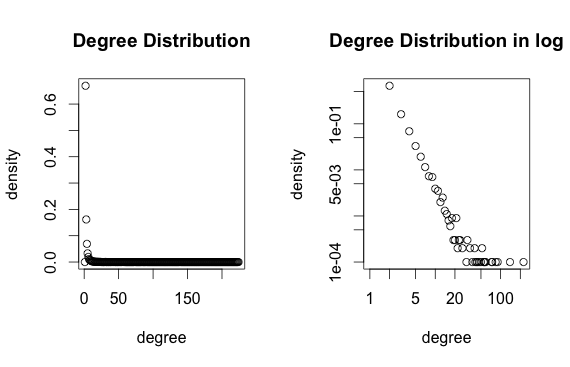 Degree Distribution
density
0.0
0.2
0.4
0.6
0
50
150
degree
Degree Distribution in log
density
1e-04
5e-03
1e-01
1
5
20
100
degree